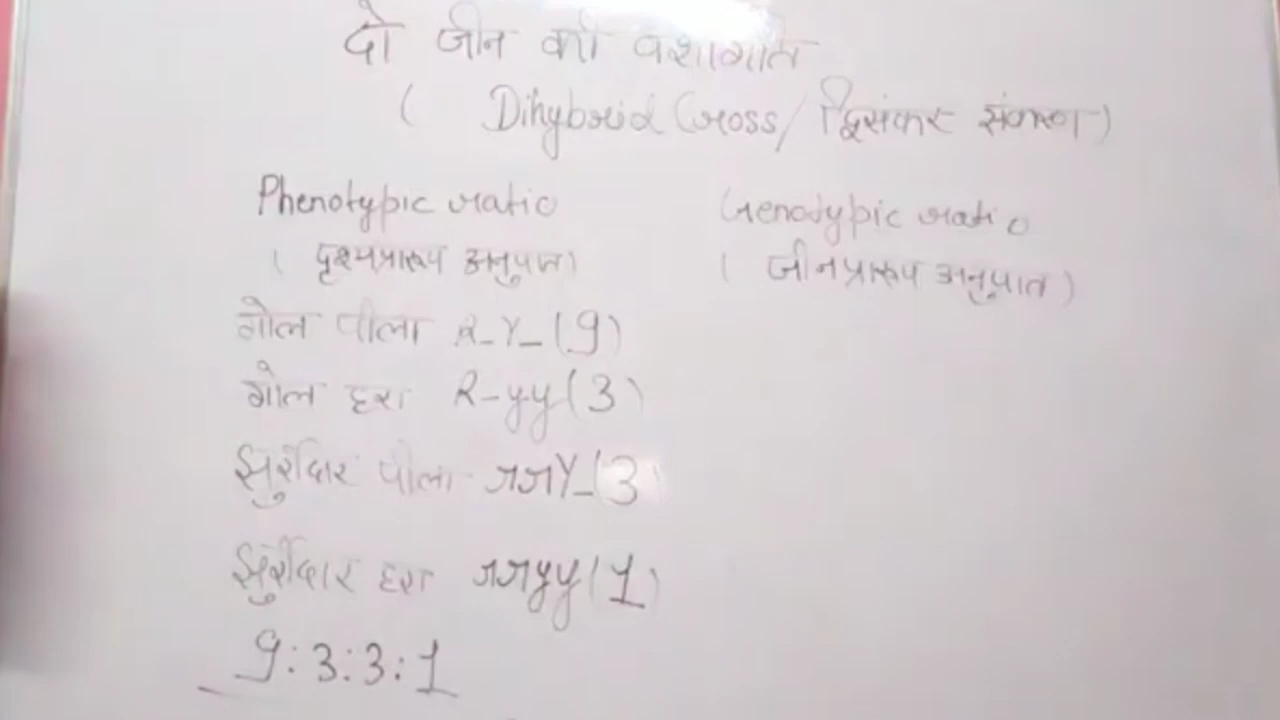 दो जीन की वंशागति
( Dihybrid Cross/ द्विसंकर संकरण)
Phenotypic ratio
( दृश्यप्रारूप अनुपात)
Genotypic ratio
( जीनप्रारूप अनुपात)
गोल पीला R_Y_(9)
गोल हरा R-yy(3)
झुर्रीदार पीला rrY_(3)
झुर्रीदार हरा rryy(1)
9:3:3:1